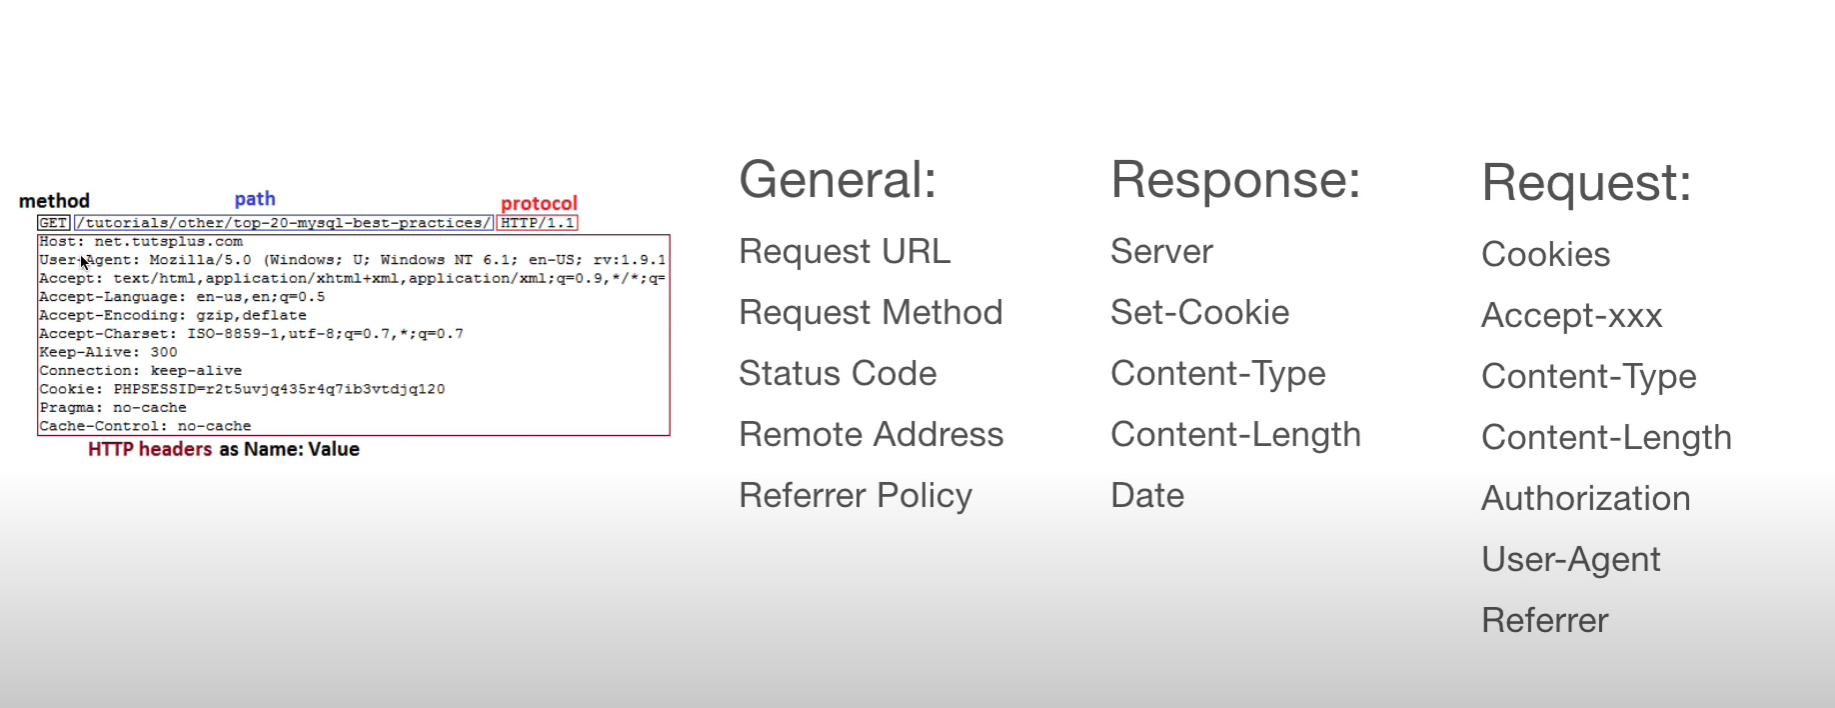 method path protocol
GET /tutorials/other/top-20-mysql-best-practices/ HTTP/1.1
Host: net.tutsplus.com
User-Agent: Mozilla/5.0 (Windows; U; Windows NT 6.1; en-US; rv:1.9.1
Accept: text/html,application/xhtml+xml,application/xml;q=0.9,*/*;q=
Accept-Language: en-us,en;q=0.5
Accept-Encoding: gzip,deflate
Accept-Charset: ISO-8859-1,utf-8;q=0.7,*;q=0.7
Keep-Alive: 300
Connection: keep-alive
Cookie: PHPSESSID=r2t5uvjq435r4q7ib3vtdjq120
Pragma: no-cache
Cache-Control: no-cache
HTTP headers as Name: Value
General:
Request URL
Request Method
Status Code
Remote Address
Referrer Policy
Response:
Server
Set-Cookie
Content-Type
Content-Length
Date
Request:
Cookies
Accept-xxx
Content-Type
Content-Length
Authorization
User-Agent
Referrer